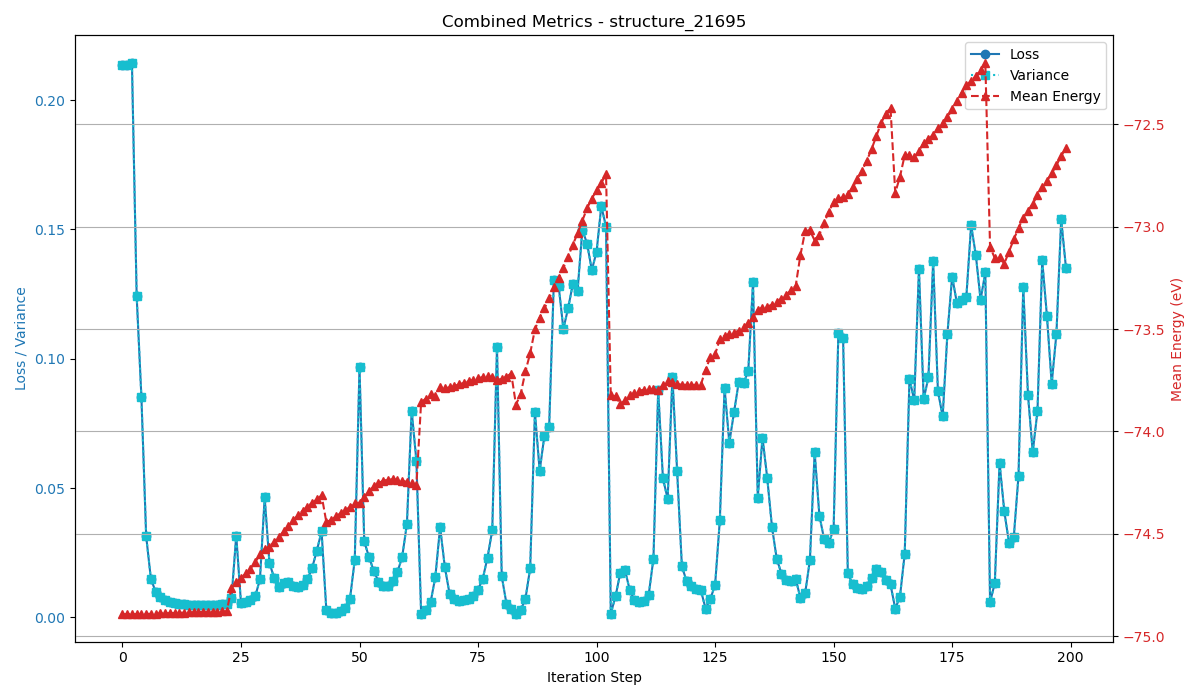 Combined Metrics - structure_21695
Loss
Variance
Mean Energy
Loss / Variance
0.20
0.15
0.10
0.05
0.00
−72.5
−73.0
−73.5
−74.0
−74.5
−75.0
Mean Energy (eV)
0 25 50 75 100 125 150 175 200
Iteration Step